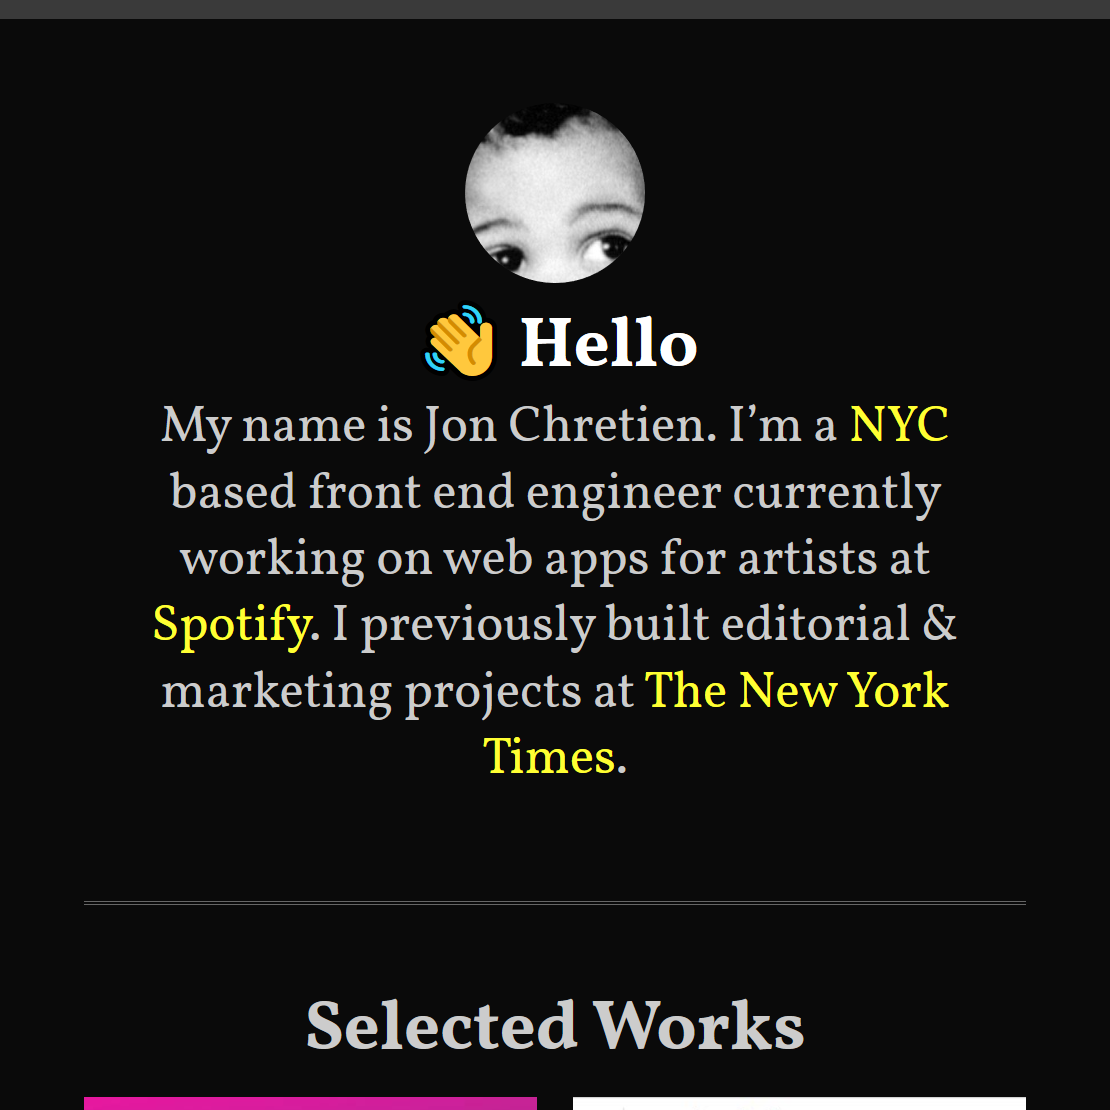 👋 Hello
My name is Jon Chretien. I’m a NYC
based front end engineer currently
working on web apps for artists at
Spotify. I previously built editorial &
marketing projects at The New York
Times.
Selected Works